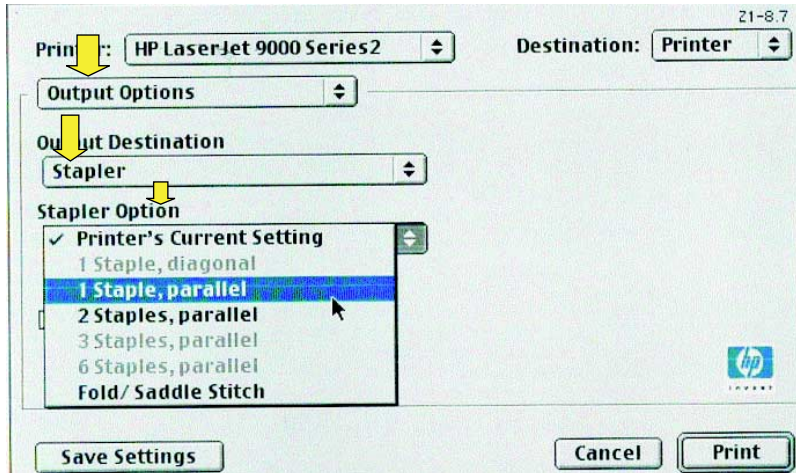 Z1-8.7
Printer: HP LaserJet 9000 Series2 Destination: Printer
Output Options
Output Destination
Stapler
Stapler Option
✓ Printer's Current Setting
1 Staple, diagonal
1 Staple, parallel
2 Staples, parallel
3 Staples, parallel
6 Staples, parallel
Fold/ Saddle Stitch
hp
invent
Save Settings Cancel Print